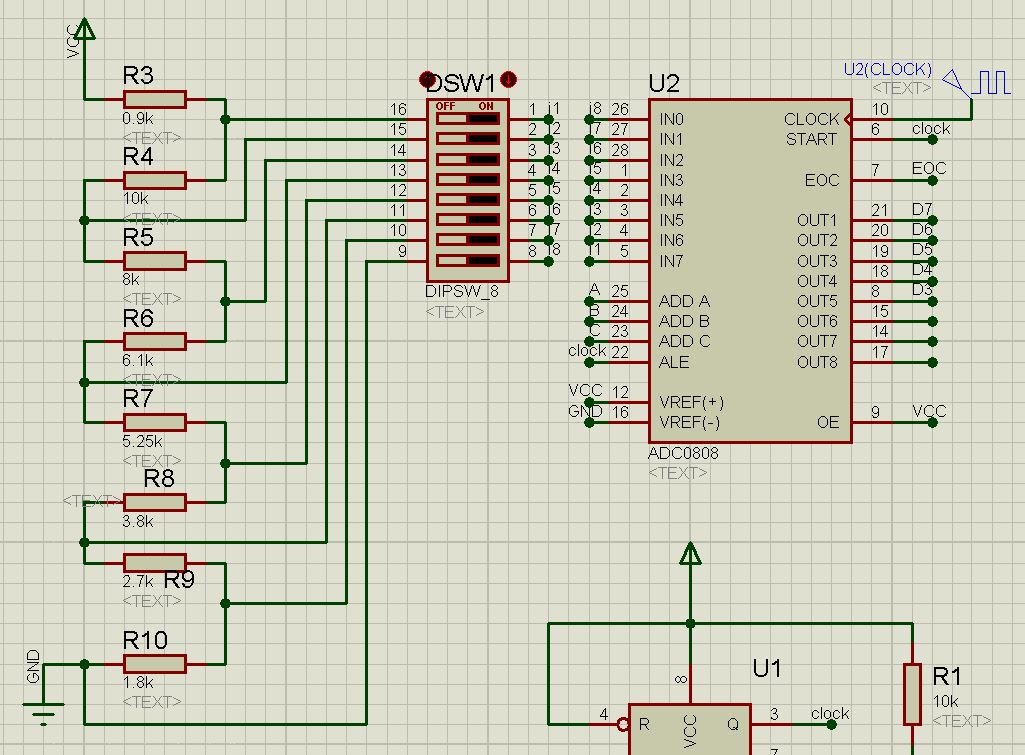 VCC
R3
0.9k
<TEXT>
R4
10k
<TEXT>
R5
8k
<TEXT>
R6
6.1k
<TEXT>
R7
5.25k
<TEXT>
R8
<TEXT>
3.8k
2.7k R9
<TEXT>
R10
1.8k
<TEXT>
GND
DSW1
OFF ON
16 1 j1
15 2 j2
14 3 j3
13 4 j4
12 5 j5
11 6 j6
10 7 j7
9 8 j8
DIPSW_8
<TEXT>
U2
U2(CLOCK)
<TEXT>
j8 26 IN0 CLOCK 10
j7 27 IN1 START 6 clock
j6 28 IN2
j5 1 IN3 EOC 7 EOC
j4 2 IN4
j3 3 IN5 OUT1 21 D7
j2 4 IN6 OUT2 20 D6
j1 5 IN7 OUT3 19 D5
OUT4 18 D4
A 25 ADD A OUT5 8 D3
B 24 ADD B OUT6 15
C 23 ADD C OUT7 14
clock 22 ALE OUT8 17
VCC 12 VREF(+)
GND 16 VREF(-) OE 9 VCC
ADC0808
<TEXT>
U1
8
4 R VCC Q 3 clock
7
R1
10k
<TEXT>